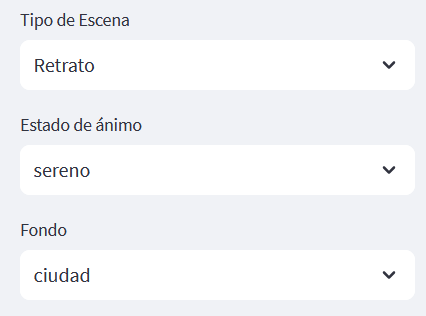 Tipo de Escena
Retrato
Estado de ánimo
sereno
Fondo
ciudad